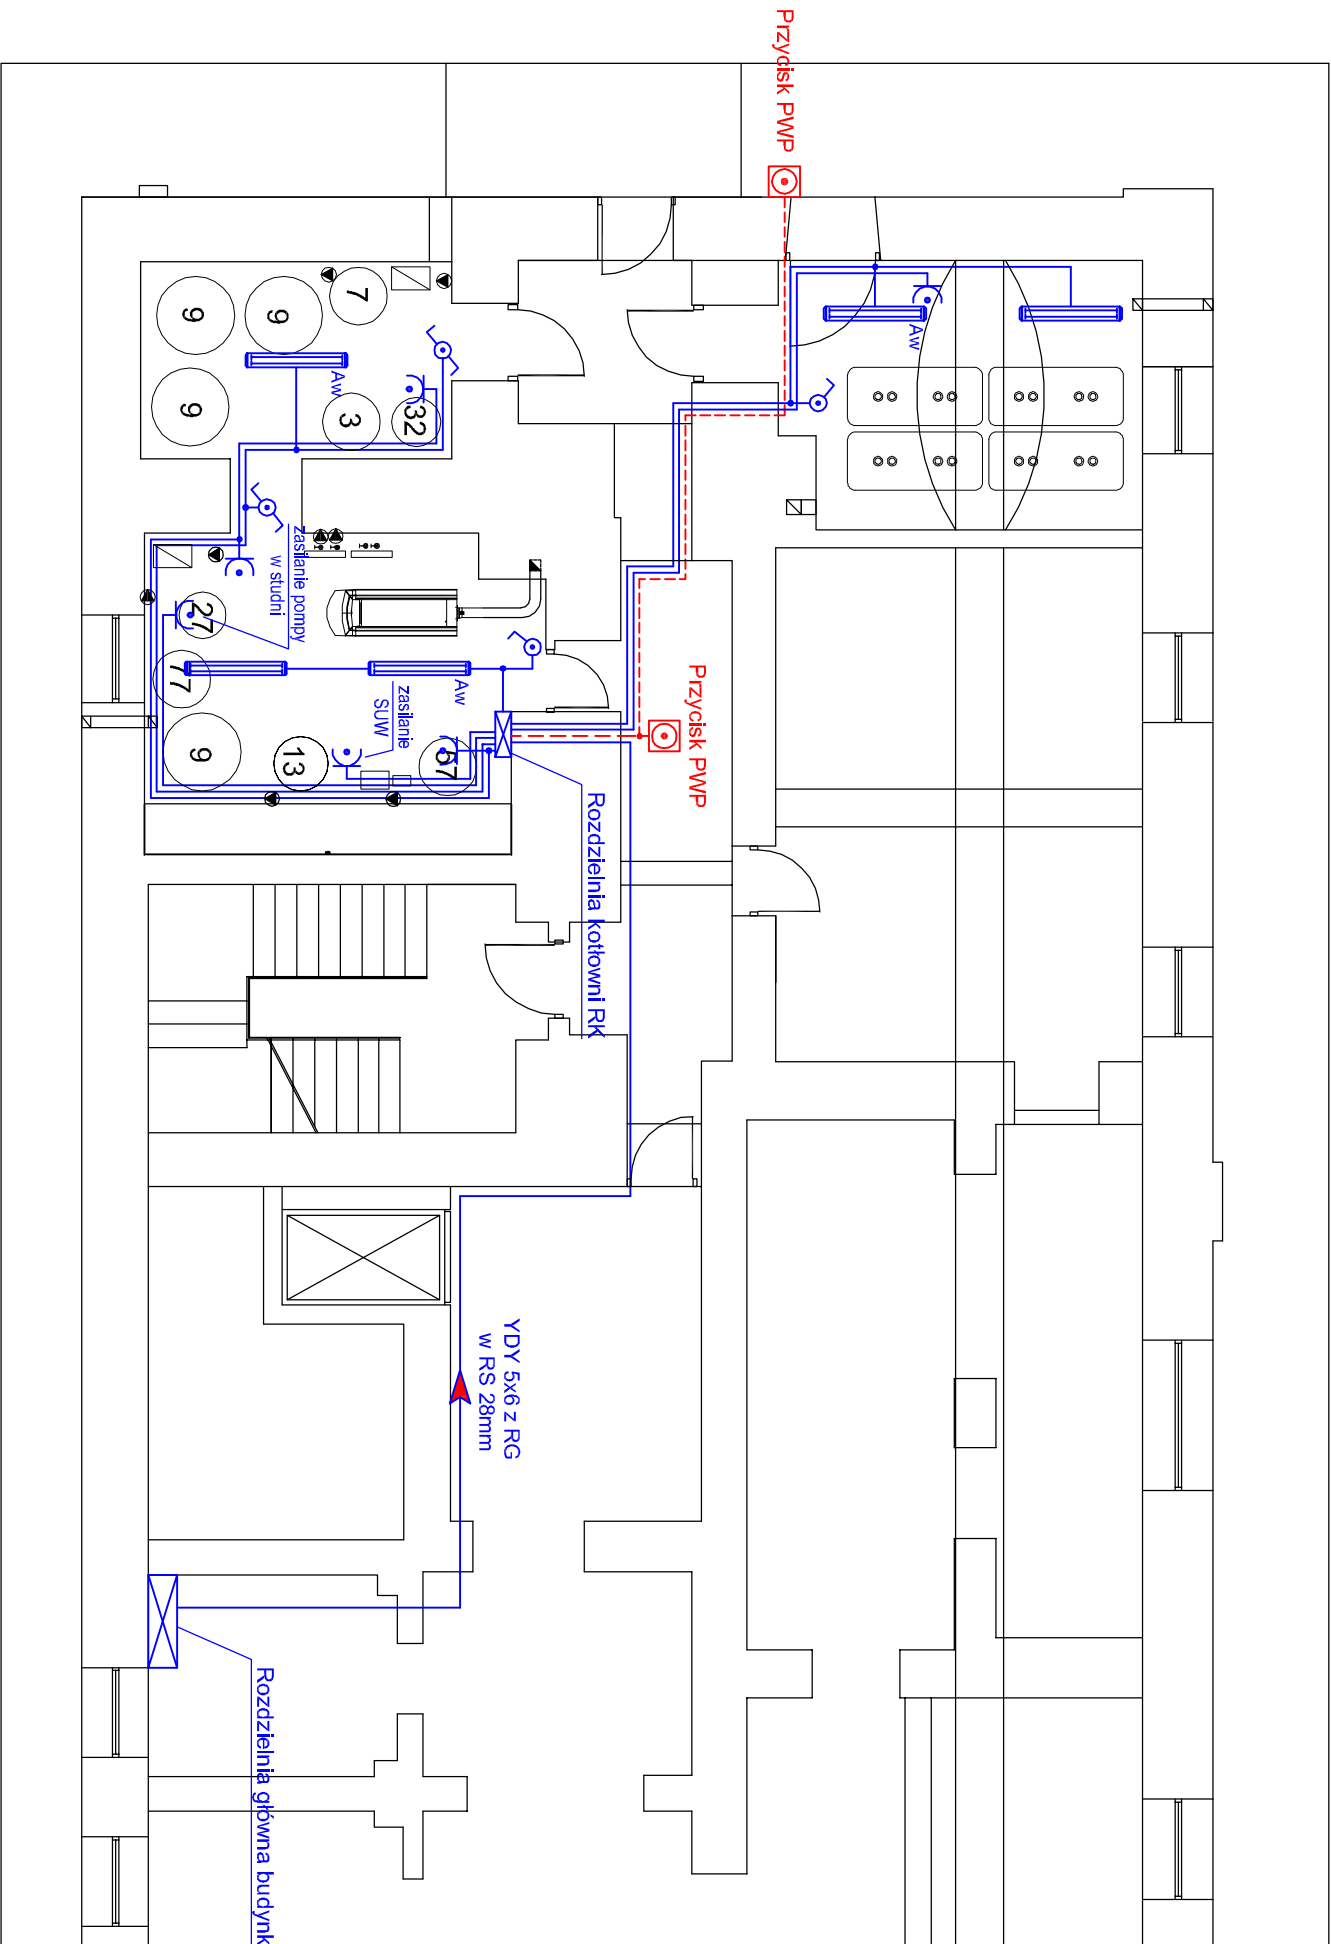 Przycisk PWP
Aw
7
9
9
Aw
9
3
32
zasilanie pompy
w studni
27
77
Aw
zasilanie
SUW
9
13
57
Przycisk PWP
Rozdzielnia kotłowni RK
YDY 5x6 z RG
w RS 28mm
Rozdzielnia główna budynk